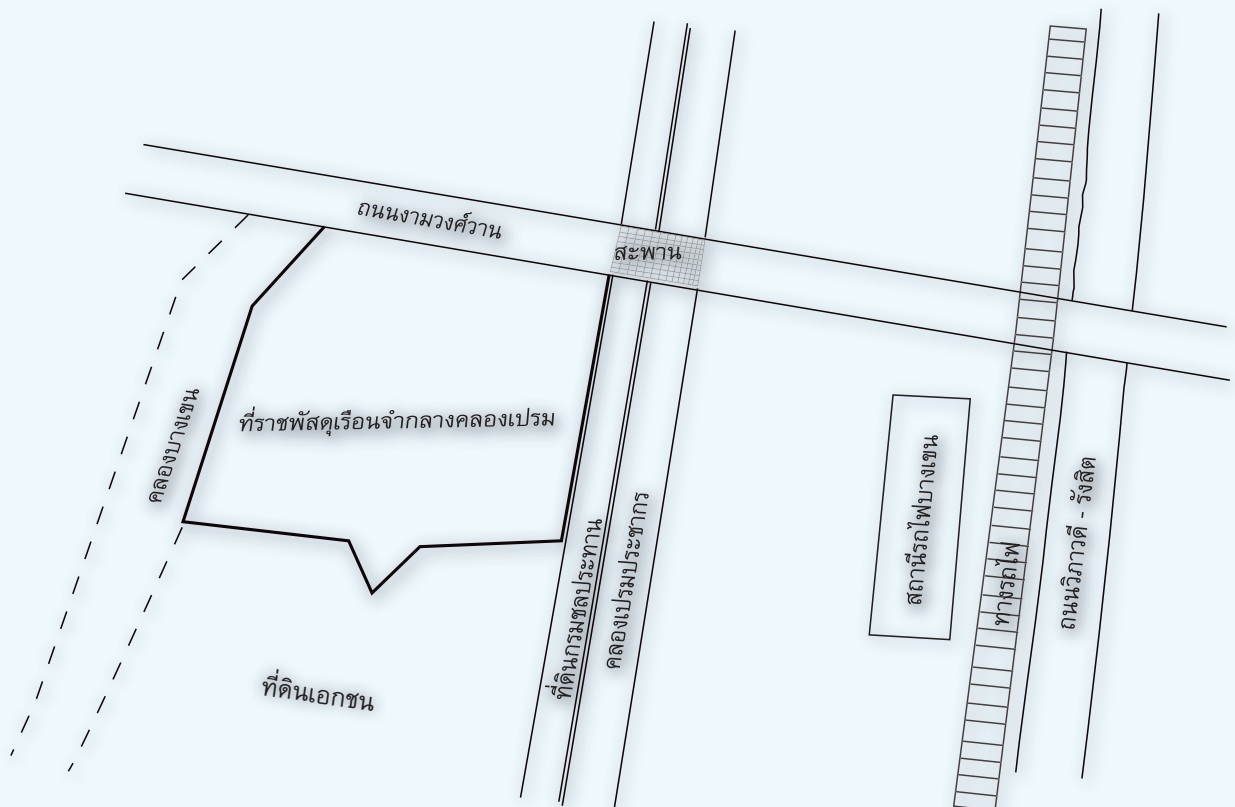 ถนนงามวงศ์วาน
สะพาน
คลองบางเขน
ที่ราชพัสดุเรือนจำกลางคลองเปรม
ที่ดินกรมชลประทาน
คลองเปรมประชากร
สถานีรถไฟบางเขน
ทางรถไฟ
ถนนวิภาวดี - รังสิต
ที่ดินเอกชน